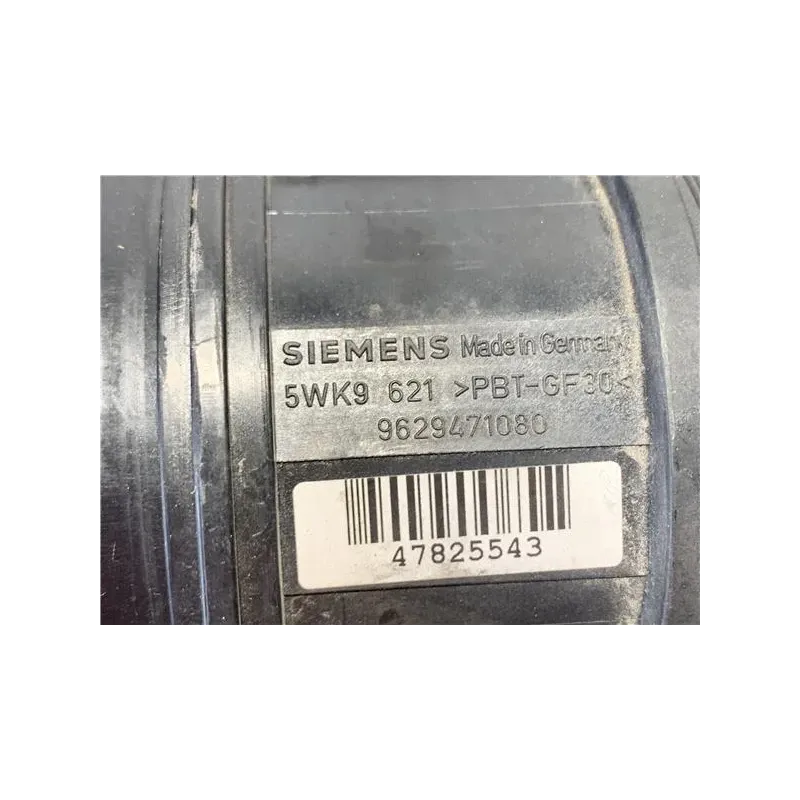 SIEMENS Made in Germany
5WK9 621 >PBT-GF30<
9629471080
47825543